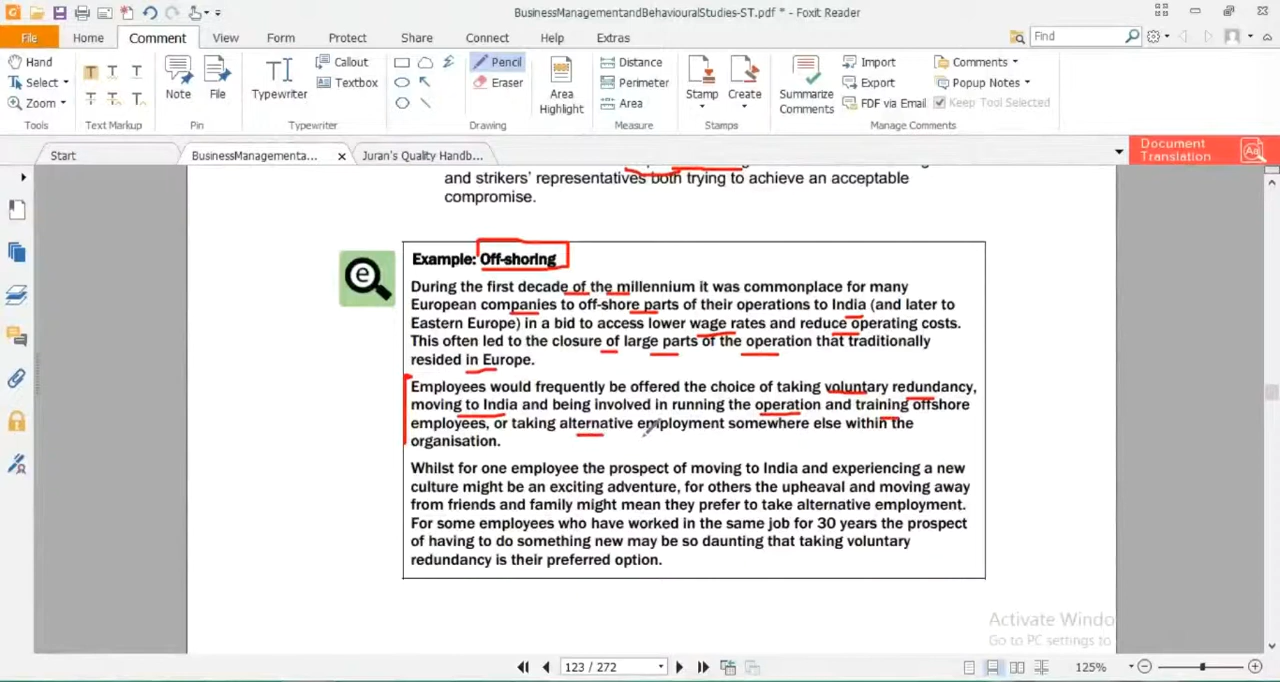 BusinessManagementandBehaviouralStudies-ST.pdf * - Foxit Reader
File Home Comment View Form Protect Share Connect Help Extras Find
Hand Select Zoom Tools
T T T T T T Text Markup
Note File Pin
Typewriter Callout Textbox Typewriter
Pencil Eraser Drawing
Area Highlight
Distance Perimeter Area Measure
Stamp Create Stamps
Summarize Comments Import Export FDF via Email Comments Popup Notes Keep Tool Selected Manage Comments
Start BusinessManagementa... x Juran's Quality Handb... Document Translation
and strikers' representatives both trying to achieve an acceptable
compromise.
Example: Off-shoring
During the first decade of the millennium it was commonplace for many
European companies to off-shore parts of their operations to India (and later to
Eastern Europe) in a bid to access lower wage rates and reduce operating costs.
This often led to the closure of large parts of the operation that traditionally
resided in Europe.
Employees would frequently be offered the choice of taking voluntary redundancy,
moving to India and being involved in running the operation and training offshore
employees, or taking alternative employment somewhere else within the
organisation.
Whilst for one employee the prospect of moving to India and experiencing a new
culture might be an exciting adventure, for others the upheaval and moving away
from friends and family might mean they prefer to take alternative employment.
For some employees who have worked in the same job for 30 years the prospect
of having to do something new may be so daunting that taking voluntary
redundancy is their preferred option.
Activate Windo
Go to PC settings to
123 / 272 125%